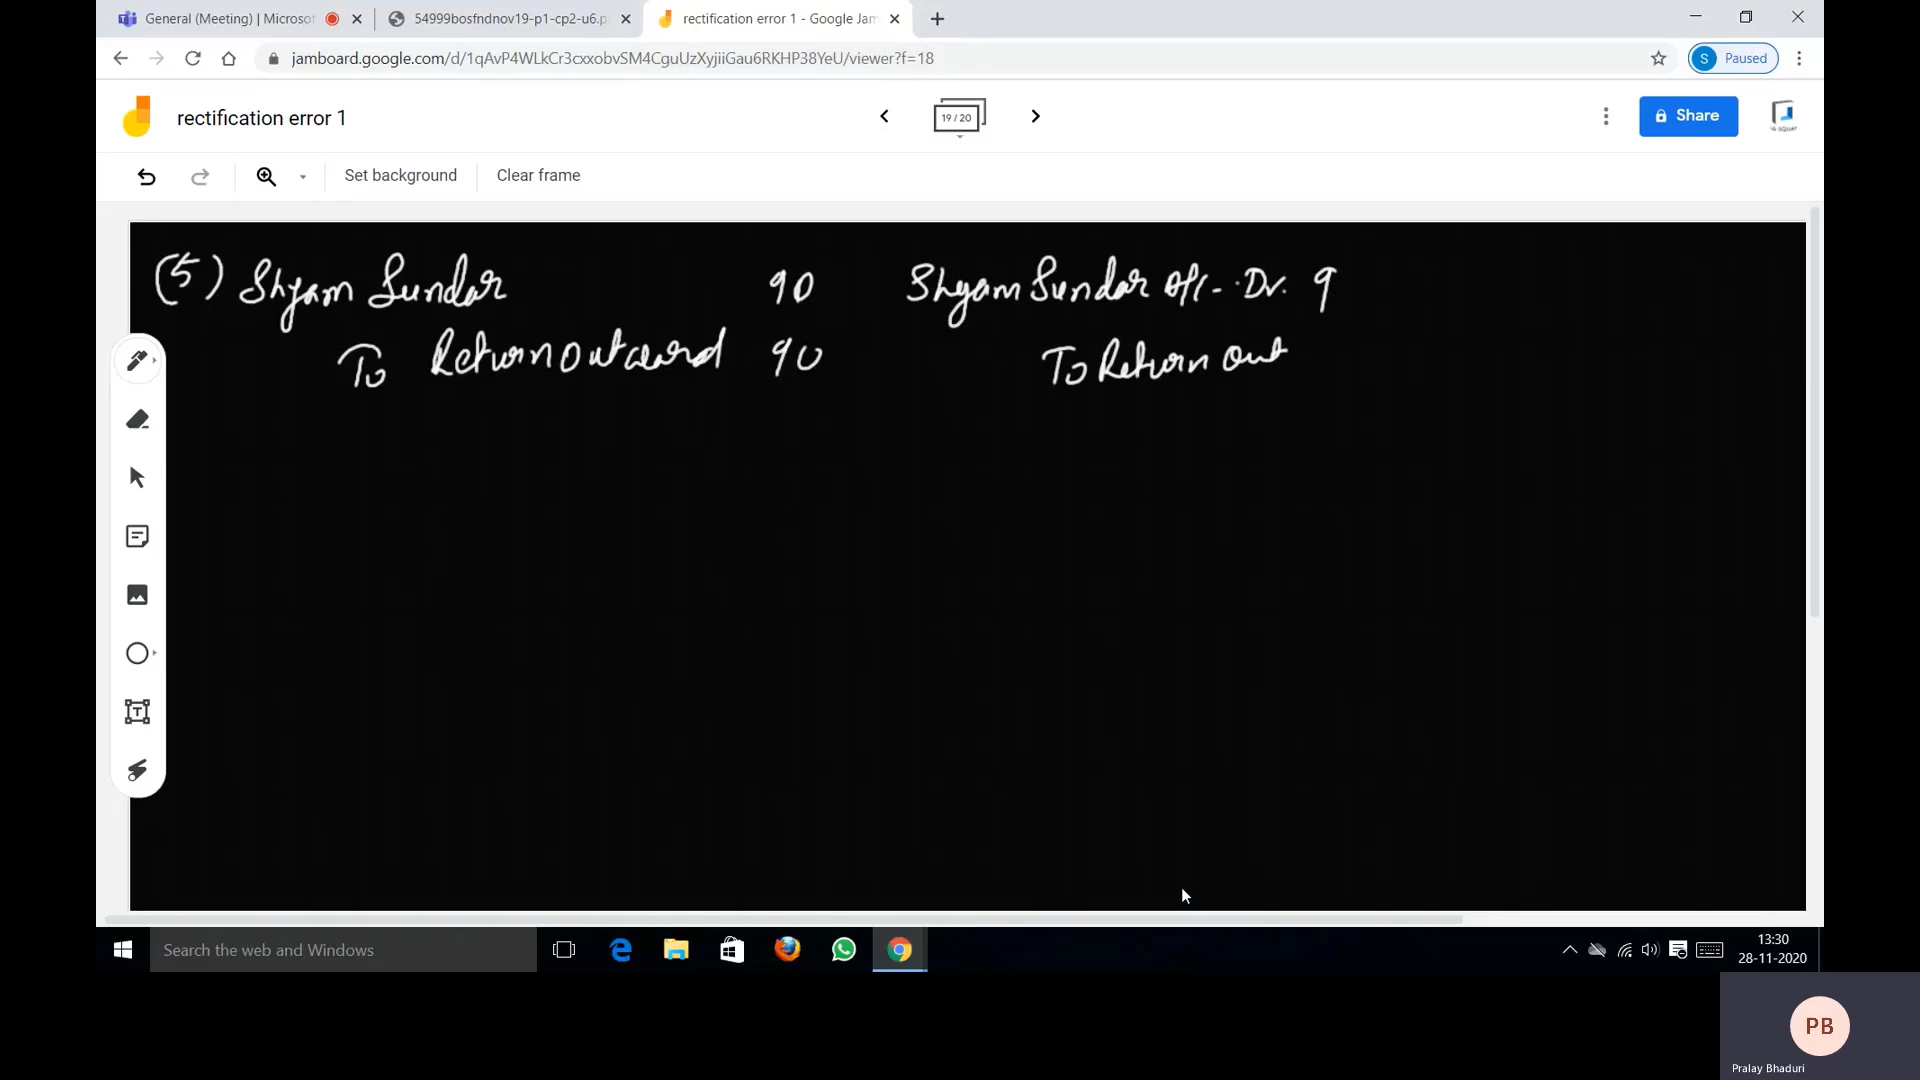 General (Meeting) | Microsof
54999bosfndnov19-p1-cp2-u6.p
rectification error 1 - Google Jam
jamboard.google.com/d/1qAvP4WLkCr3cxxobvSM4CguUzXyjiiGau6RKHP38YeU/viewer?f=18
S Paused
rectification error 1
19 / 20
Share
Set background
Clear frame
(5) Shyam Sundar 90 Shyam Sundar A/c - Dr. 9
To Return Outward 90 To Return Out
Search the web and Windows
13:30
28-11-2020
PB
Pralay Bhaduri